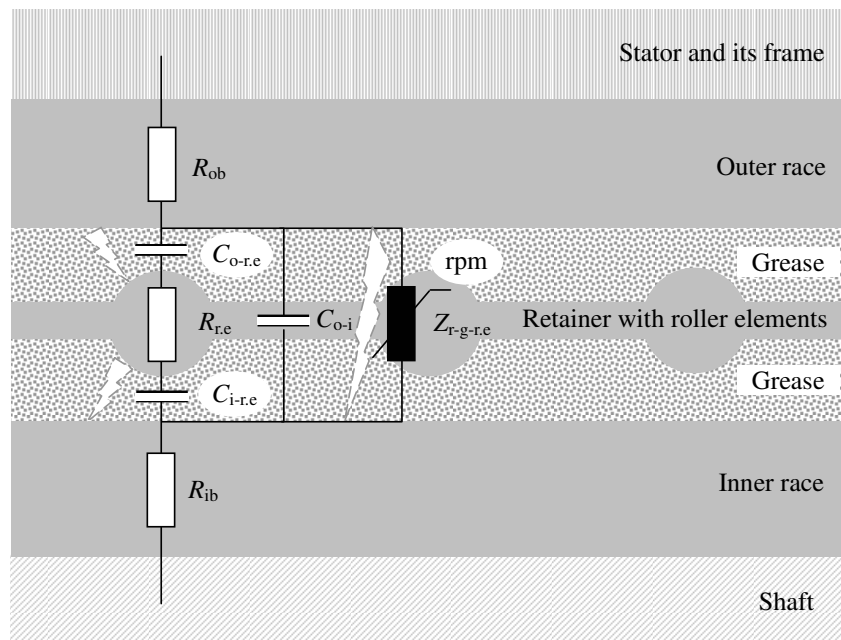 Stator and its frame
R_ob
Outer race
C_o-r.e
rpm
Grease
R_r.e
C_o-i
Z_r-g-r.e
Retainer with roller elements
C_i-r.e
Grease
R_ib
Inner race
Shaft